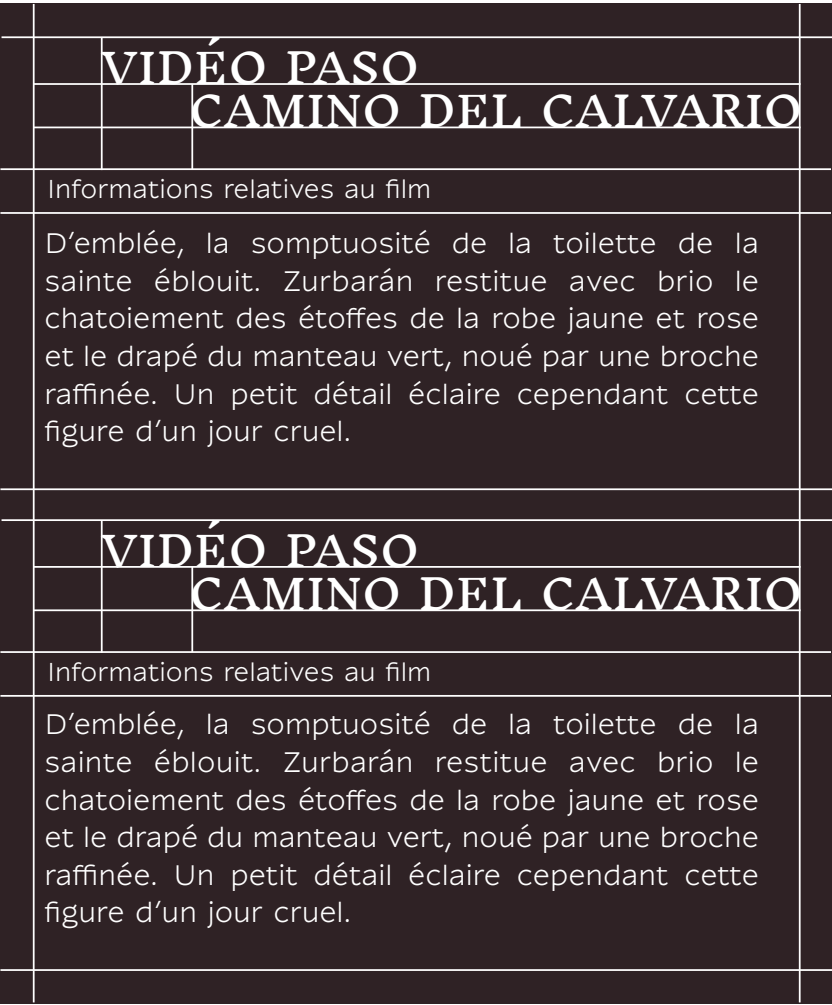 VIDÉO PASO
CAMINO DEL CALVARIO
Informations relatives au film
D’emblée, la somptuosité de la toilette de la
sainte éblouit. Zurbarán restitue avec brio le
chatoiement des étoffes de la robe jaune et rose
et le drapé du manteau vert, noué par une broche
raffinée. Un petit détail éclaire cependant cette
figure d’un jour cruel.
VIDÉO PASO
CAMINO DEL CALVARIO
Informations relatives au film
D’emblée, la somptuosité de la toilette de la
sainte éblouit. Zurbarán restitue avec brio le
chatoiement des étoffes de la robe jaune et rose
et le drapé du manteau vert, noué par une broche
raffinée. Un petit détail éclaire cependant cette
figure d’un jour cruel.